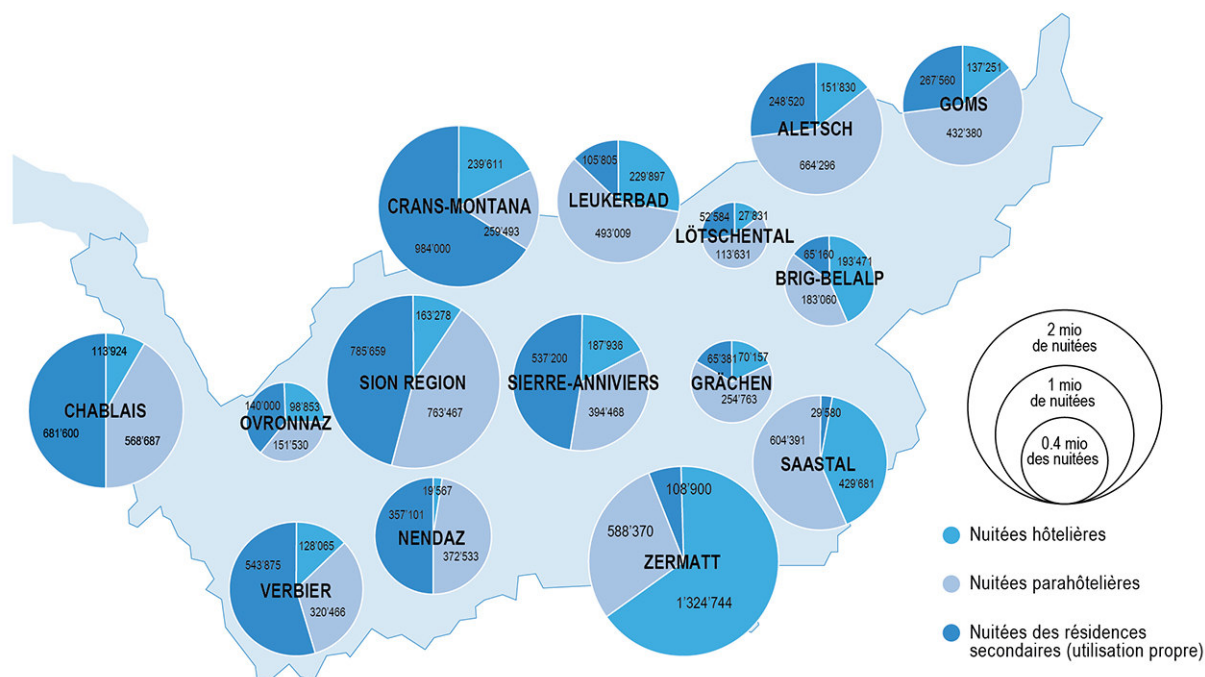 137’251
267’560
GOMS
432’380
151’830
248’520
ALETSCH
664’296
239’611
CRANS-MONTANA
259’493
984’000
105’805
229’897
LEUKERBAD
493’009
52’584
27’831
LÖTSCHENTAL
113’631
65’160
193’471
BRIG-BELALP
183’060
113’924
CHABLAIS
681’600
568’687
140’000
98’853
OVRONNAZ
151’530
163’278
785’659
SION REGION
763’467
187’936
537’200
SIERRE-ANNIVIERS
394’468
65’381
70’157
GRÄCHEN
254’763
29’580
604’391
SAASTAL
429’681
19’567
357’101
NENDAZ
372’533
128’065
543’875
VERBIER
320’466
108’900
588’370
ZERMATT
1’324’744
2 mio
de nuitées
1 mio
de nuitées
0.4 mio
des nuitées
Nuitées hôtelières
Nuitées parahôtelières
Nuitées des résidences
secondaires (utilisation propre)